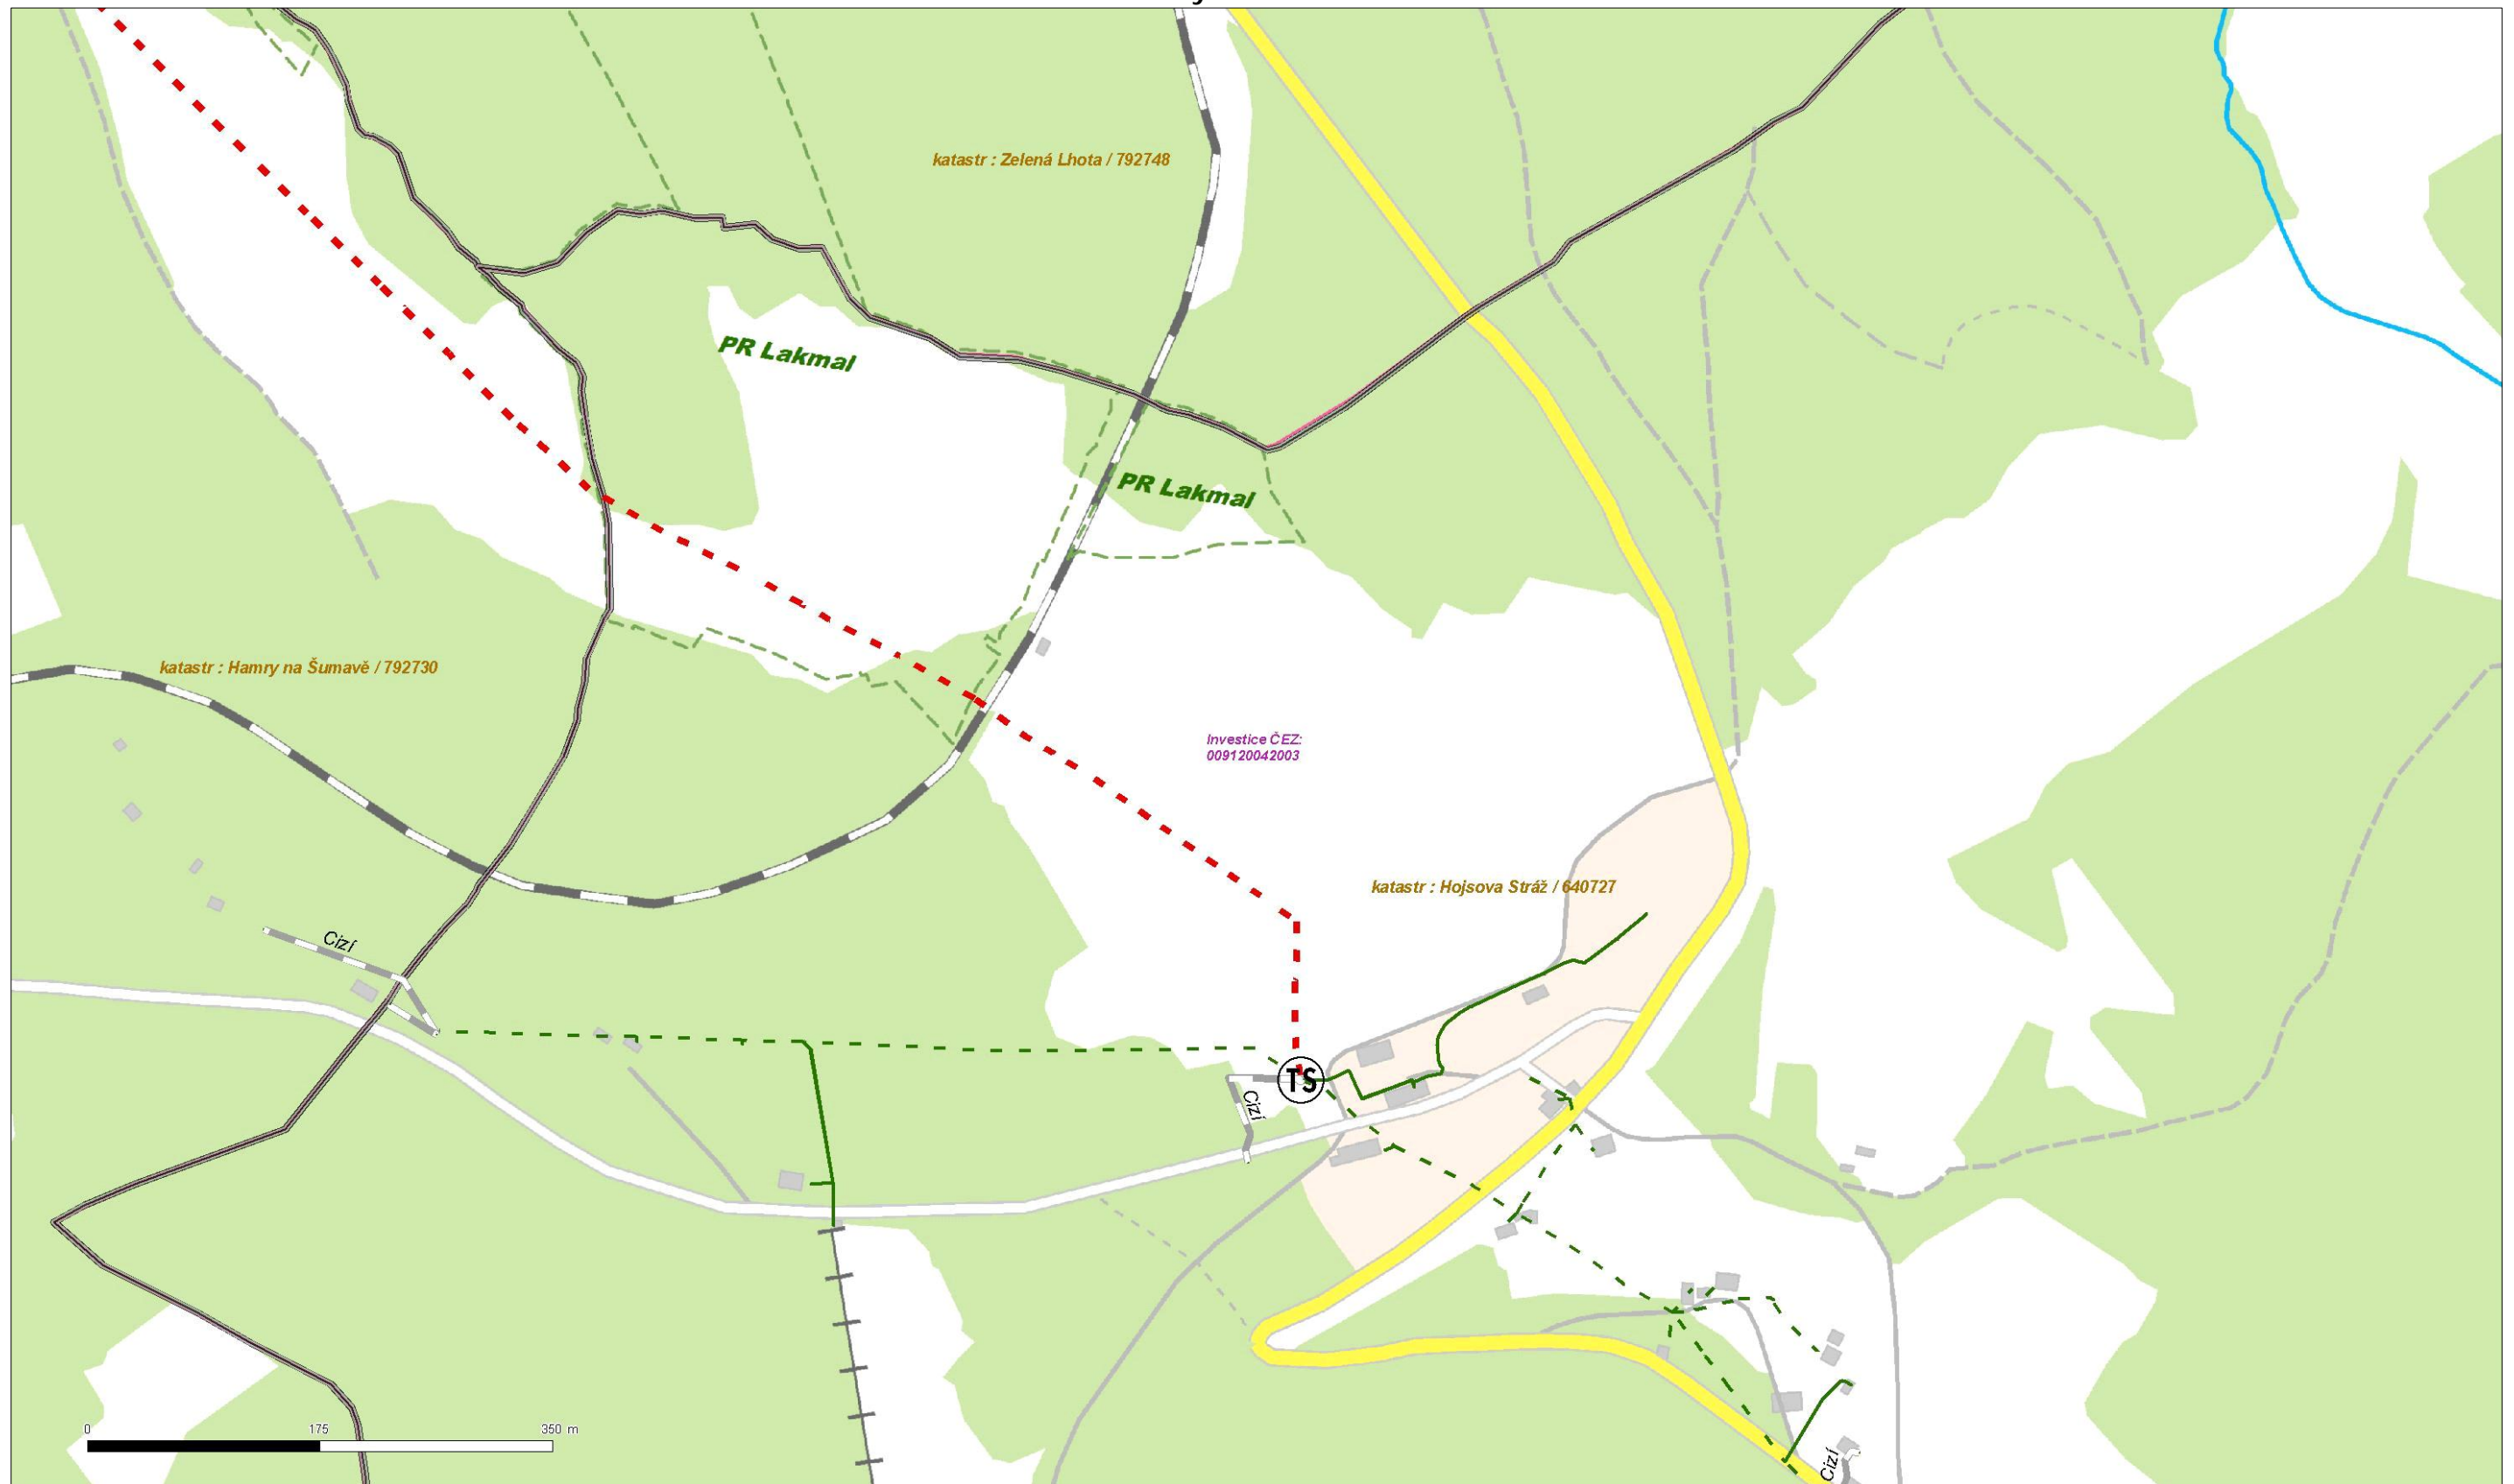 katastr : Zelená Lhota / 792748
PR Lakmal
PR Lakmal
katastr : Hamry na Šumavě / 792730
Investice ČEZ:
009120042003
katastr : Hojsova Stráž / 640727
Cizí
TS
Cizí
0 175 350 m
Cizí